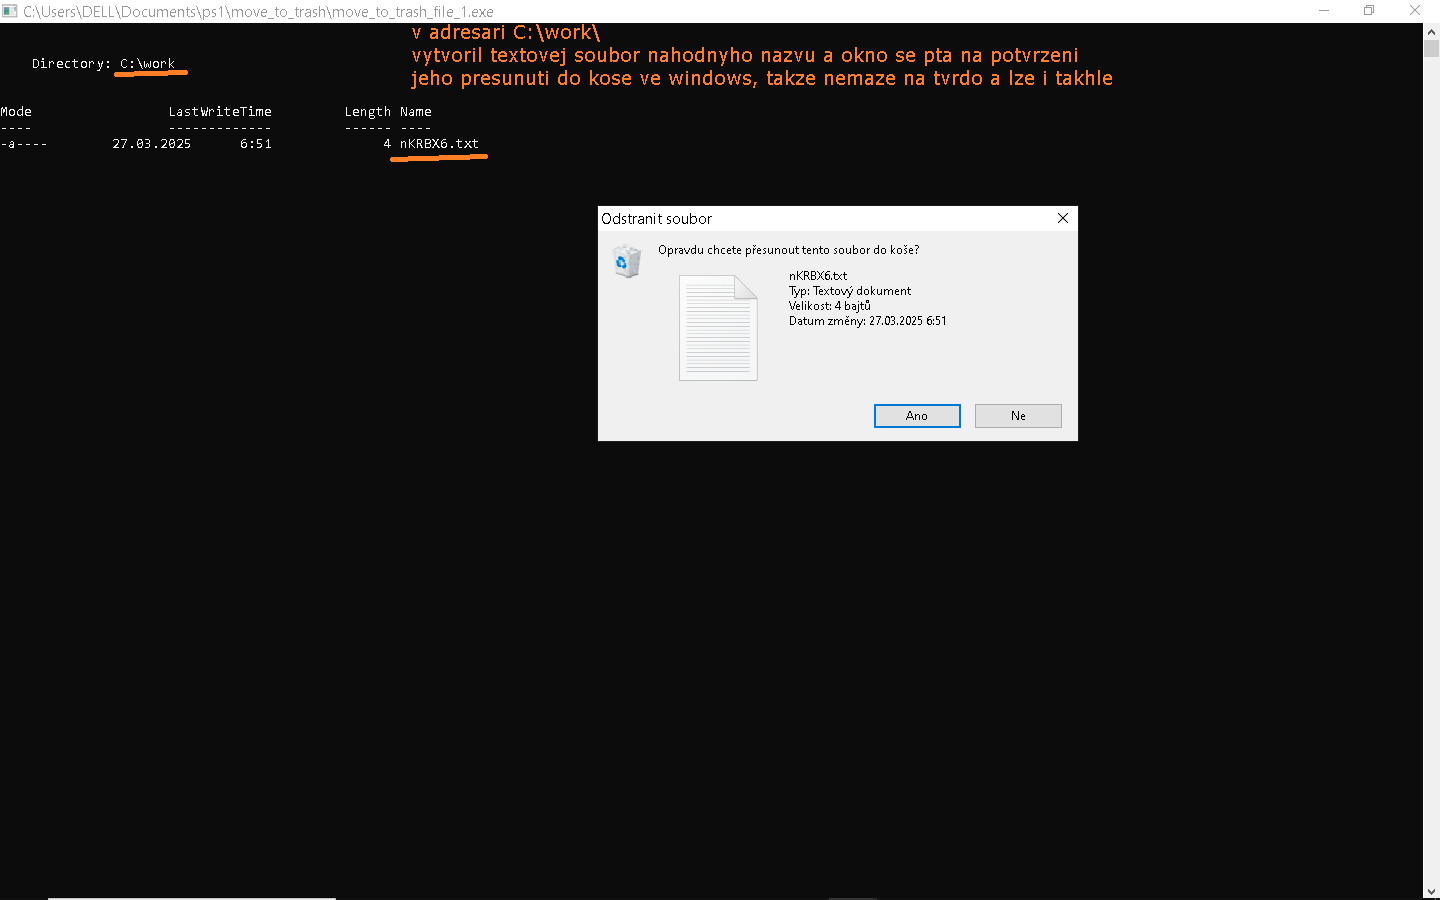 C:\Users\DELL\Documents\ps1\move_to_trash\move_to_trash_file_1.exe
v adresari C:\work\
vytvoril textovej soubor nahodnyho nazvu a okno se pta na potvrzeni
jeho presunuti do kose ve windows, takze nemaze na tvrdo a lze i takhle
Directory: C:\work
Mode LastWriteTime Length Name
---- ------------- ------ ----
-a---- 27.03.2025 6:51 4 nKRBX6.txt
Odstranit soubor
Opravdu chcete přesunout tento soubor do koše?
nKRBX6.txt
Typ: Textový dokument
Velikost: 4 bajtů
Datum změny: 27.03.2025 6:51
Ano Ne